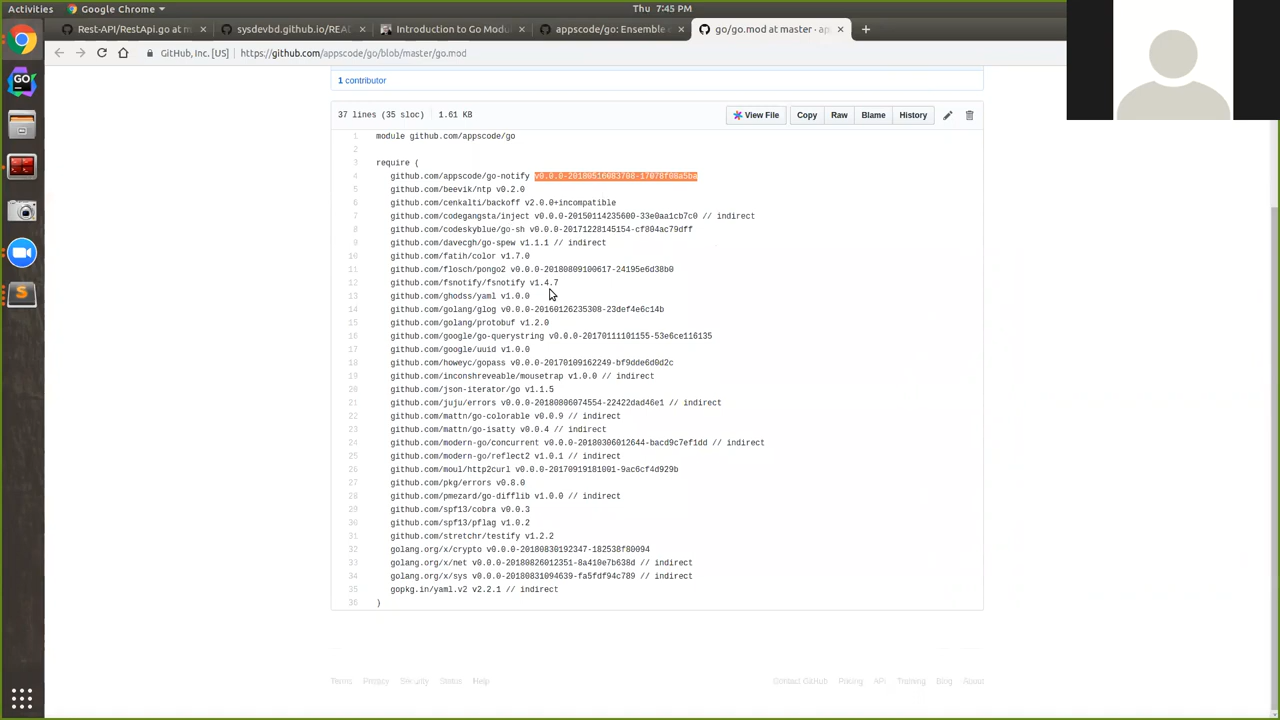 Activities
Google Chrome
Thu 7:45 PM
Rest-API/RestApi.go at m
sysdevbd.github.io/REA
Introduction to Go Modul
appscode/go: Ensemble o
go/go.mod at master · app
GitHub, Inc. [US]
https://github.com/appscode/go/blob/master/go.mod
1 contributor
37 lines (35 sloc)
1.61 KB
View File
Copy
Raw
Blame
History
1 module github.com/appscode/go
2
3 require (
4 github.com/appscode/go-notify v0.0.0-20180516083708-17078f08a5ba
5 github.com/beevik/ntp v0.2.0
6 github.com/cenkalti/backoff v2.0.0+incompatible
7 github.com/codegangsta/inject v0.0.0-20150114235600-33e0aa1cb7c0 // indirect
8 github.com/codeskyblue/go-sh v0.0.0-20171228145154-cf804ac79dff
9 github.com/davecgh/go-spew v1.1.1 // indirect
10 github.com/fatih/color v1.7.0
11 github.com/flosch/pongo2 v0.0.0-20180809100617-24195e6d38b0
12 github.com/fsnotify/fsnotify v1.4.7
13 github.com/ghodss/yaml v1.0.0
14 github.com/golang/glog v0.0.0-20160126235308-23def4e6c14b
15 github.com/golang/protobuf v1.2.0
16 github.com/google/go-querystring v0.0.0-20170111101155-53e6ce116135
17 github.com/google/uuid v1.0.0
18 github.com/howeyc/gopass v0.0.0-20170109162249-bf9dde6d0d2c
19 github.com/inconshreveable/mousetrap v1.0.0 // indirect
20 github.com/json-iterator/go v1.1.5
21 github.com/juju/errors v0.0.0-20180806074554-22422dad46e1 // indirect
22 github.com/mattn/go-colorable v0.0.9 // indirect
23 github.com/mattn/go-isatty v0.0.4 // indirect
24 github.com/modern-go/concurrent v0.0.0-20180306012644-bacd9c7ef1dd // indirect
25 github.com/modern-go/reflect2 v1.0.1 // indirect
26 github.com/moul/http2curl v0.0.0-20170919181001-9ac6cf4d929b
27 github.com/pkg/errors v0.8.0
28 github.com/pmezard/go-difflib v1.0.0 // indirect
29 github.com/spf13/cobra v0.0.3
30 github.com/spf13/pflag v1.0.2
31 github.com/stretchr/testify v1.2.2
32 golang.org/x/crypto v0.0.0-20180830192347-182538f80094
33 golang.org/x/net v0.0.0-20180826012351-8a410e7b638d // indirect
34 golang.org/x/sys v0.0.0-20180831094639-fa5fdf94c789 // indirect
35 gopkg.in/yaml.v2 v2.2.1 // indirect
36 )
Terms Privacy Security Status Help
Contact GitHub Pricing API Training Blog About